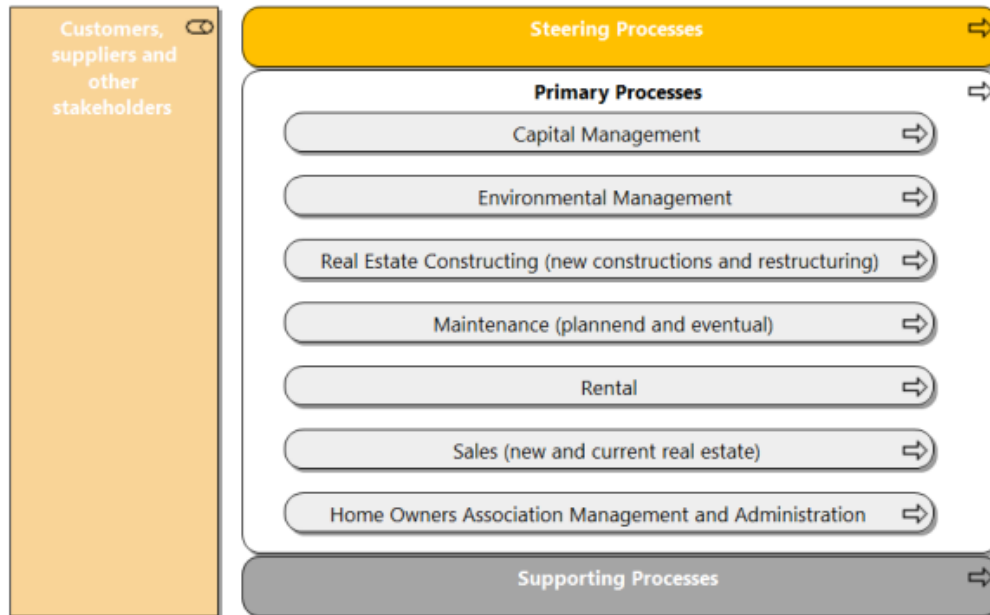 Customers,
suppliers and
other
stakeholders
Steering Processes
Primary Processes
Capital Management
Environmental Management
Real Estate Constructing (new constructions and restructuring)
Maintenance (plannend and eventual)
Rental
Sales (new and current real estate)
Home Owners Association Management and Administration
Supporting Processes